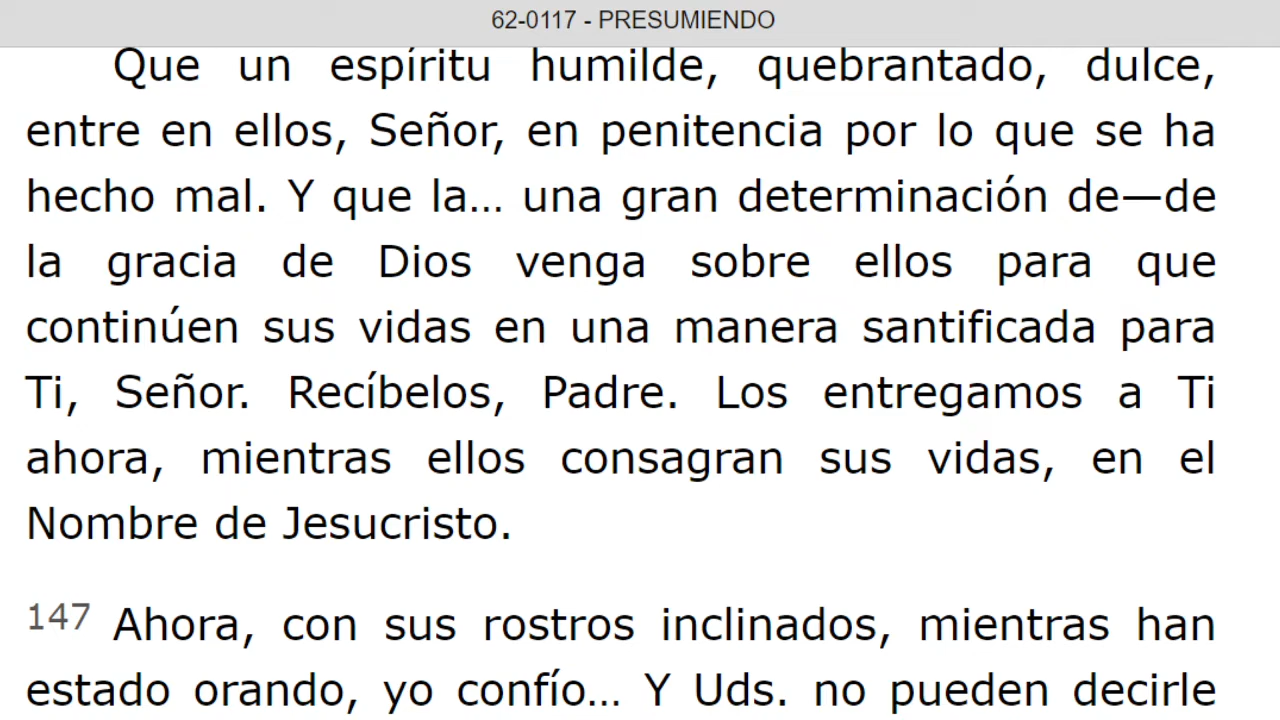 62-0117 - PRESUMIENDO
Que un espíritu humilde, quebrantado, dulce,
entre en ellos, Señor, en penitencia por lo que se ha
hecho mal. Y que la… una gran determinación de—de
la gracia de Dios venga sobre ellos para que
continúen sus vidas en una manera santificada para
Ti, Señor. Recíbelos, Padre. Los entregamos a Ti
ahora, mientras ellos consagran sus vidas, en el
Nombre de Jesucristo.
147 Ahora, con sus rostros inclinados, mientras han
estado orando, yo confío… Y Uds. no pueden decirle